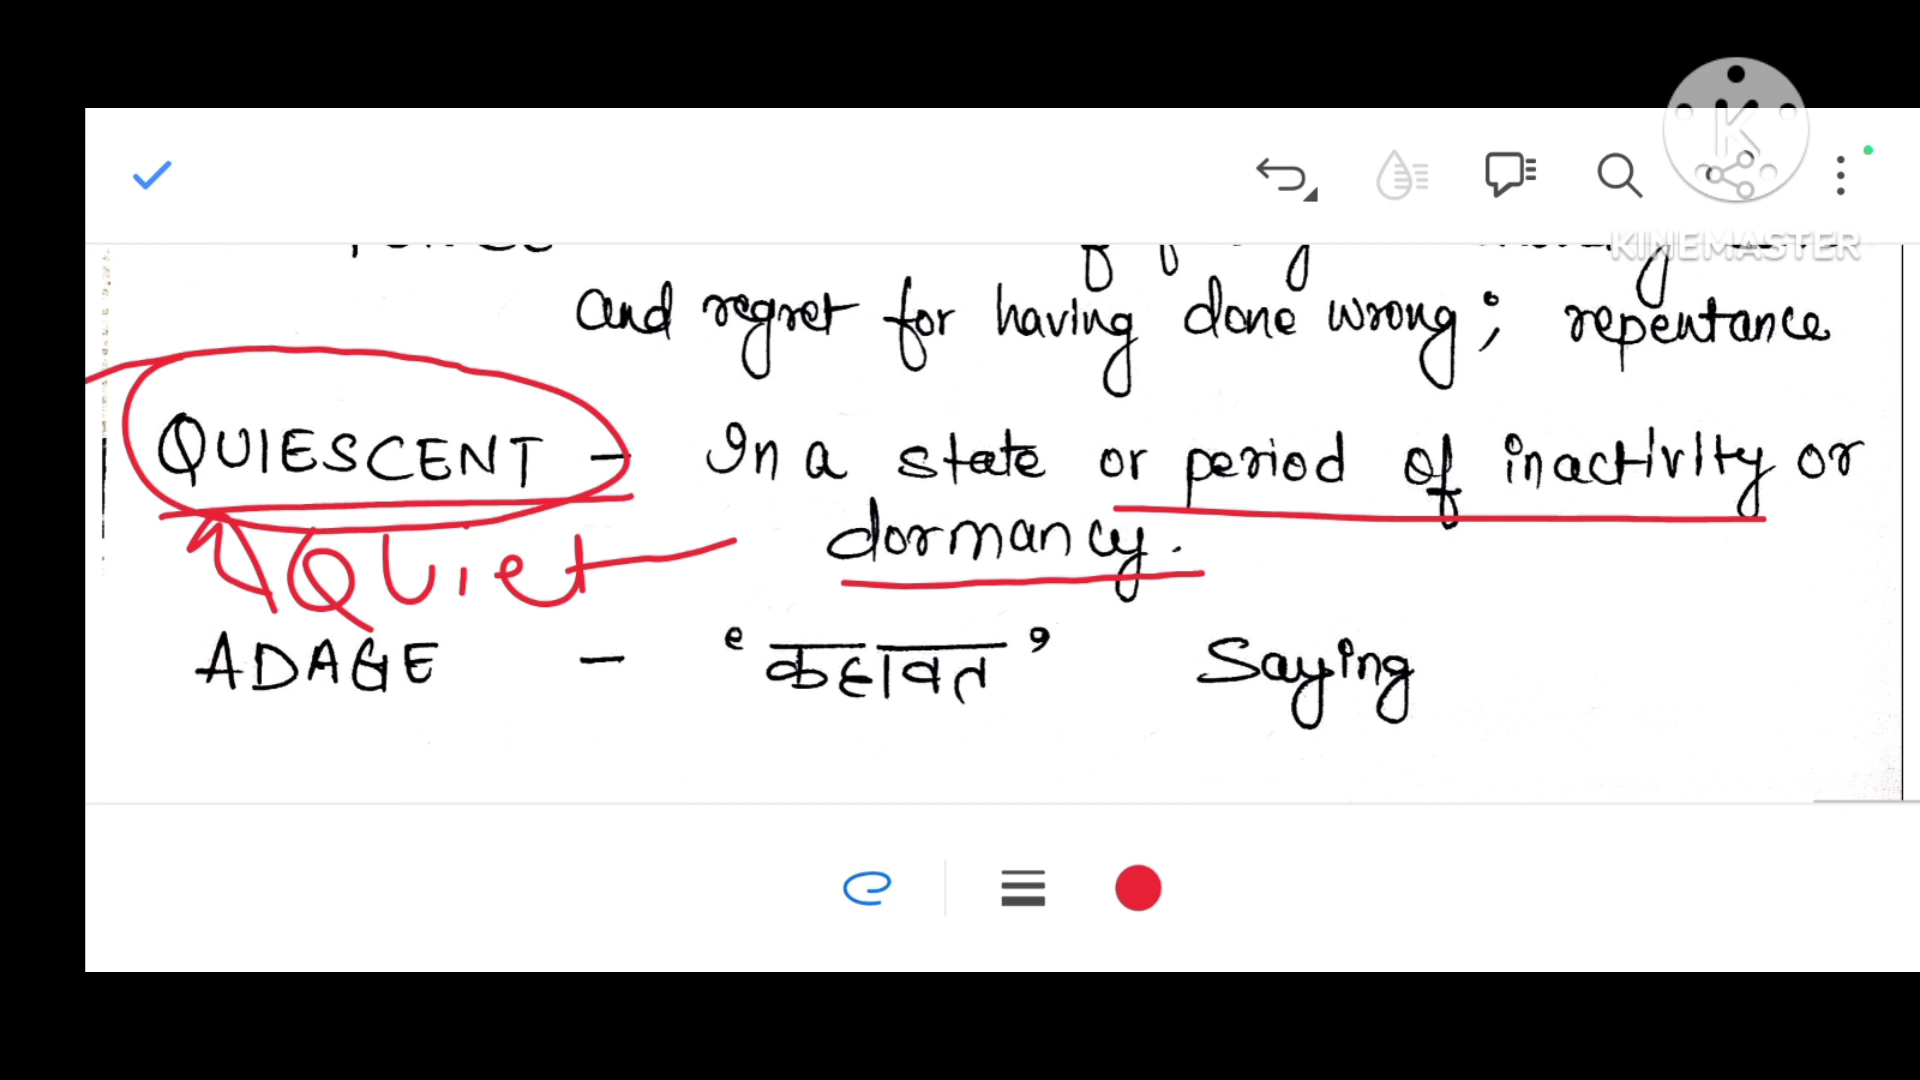 KINEMASTER
and regret for having done wrong; repentance
QUIESCENT - In a state or period of inactivity or
dormancy.
Quiet
ADAGE - 'कहावत' Saying